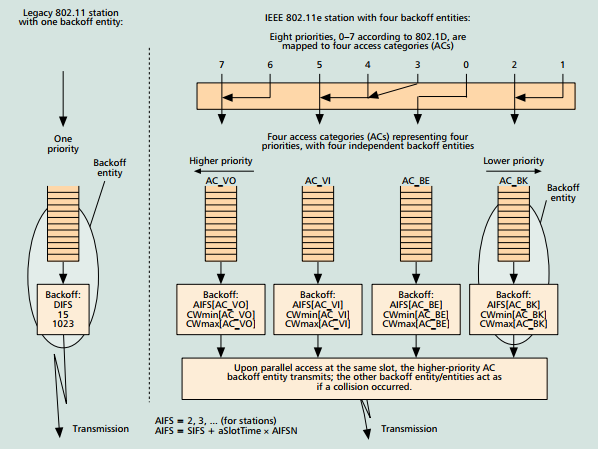 Legacy 802.11 station
with one backoff entity:
IEEE 802.11e station with four backoff entities:
Eight priorities, 0–7 according to 802.1D, are
mapped to four access categories (ACs)
7 6 5 4 3 0 2 1
One
priority
Backoff
entity
Four access categories (ACs) representing four
priorities, with four independent backoff entities
Higher priority
Lower priority
AC_VO AC_VI AC_BE AC_BK
Backoff
entity
Backoff:
DIFS
15
1023
Backoff:
AIFS[AC_VO]
CWmin[AC_VO]
CWmax[AC_VO]
Backoff:
AIFS[AC_VI]
CWmin[AC_VI]
CWmax[AC_VI]
Backoff:
AIFS[AC_BE]
CWmin[AC_BE]
CWmax[AC_BE]
Backoff:
AIFS[AC_BK]
CWmin[AC_BK]
CWmax[AC_BK]
Upon parallel access at the same slot, the higher-priority AC
backoff entity transmits; the other backoff entity/entities act as
if a collision occurred.
Transmission
AIFS = 2, 3, ... (for stations)
AIFS = SIFS + aSlotTime × AIFSN
Transmission